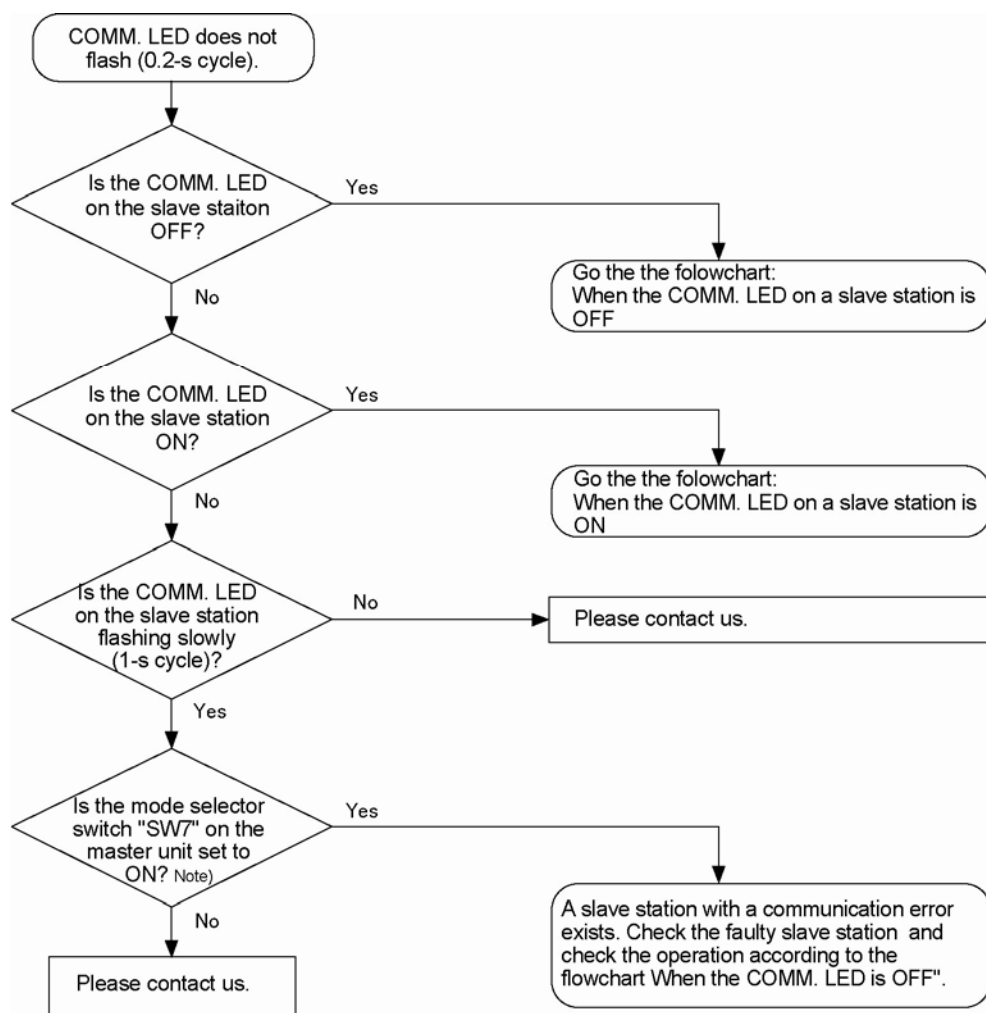 COMM. LED does not
flash (0.2-s cycle).
Is the COMM. LED
on the slave staiton
OFF?
Yes
Go the the folowchart:
When the COMM. LED on a slave station is
OFF
No
Is the COMM. LED
on the slave station
ON?
Yes
Go the the folowchart:
When the COMM. LED on a slave station is
ON
No
Is the COMM. LED
on the slave station
flashing slowly
(1-s cycle)?
No
Please contact us.
Yes
Is the mode selector
switch "SW7" on the
master unit set to
ON? Note)
Yes
A slave station with a communication error
exists. Check the faulty slave station and
check the operation according to the
flowchart When the COMM. LED is OFF".
No
Please contact us.